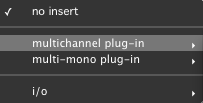 ✓ no insert
multichannel plug-in
multi-mono plug-in
i/o